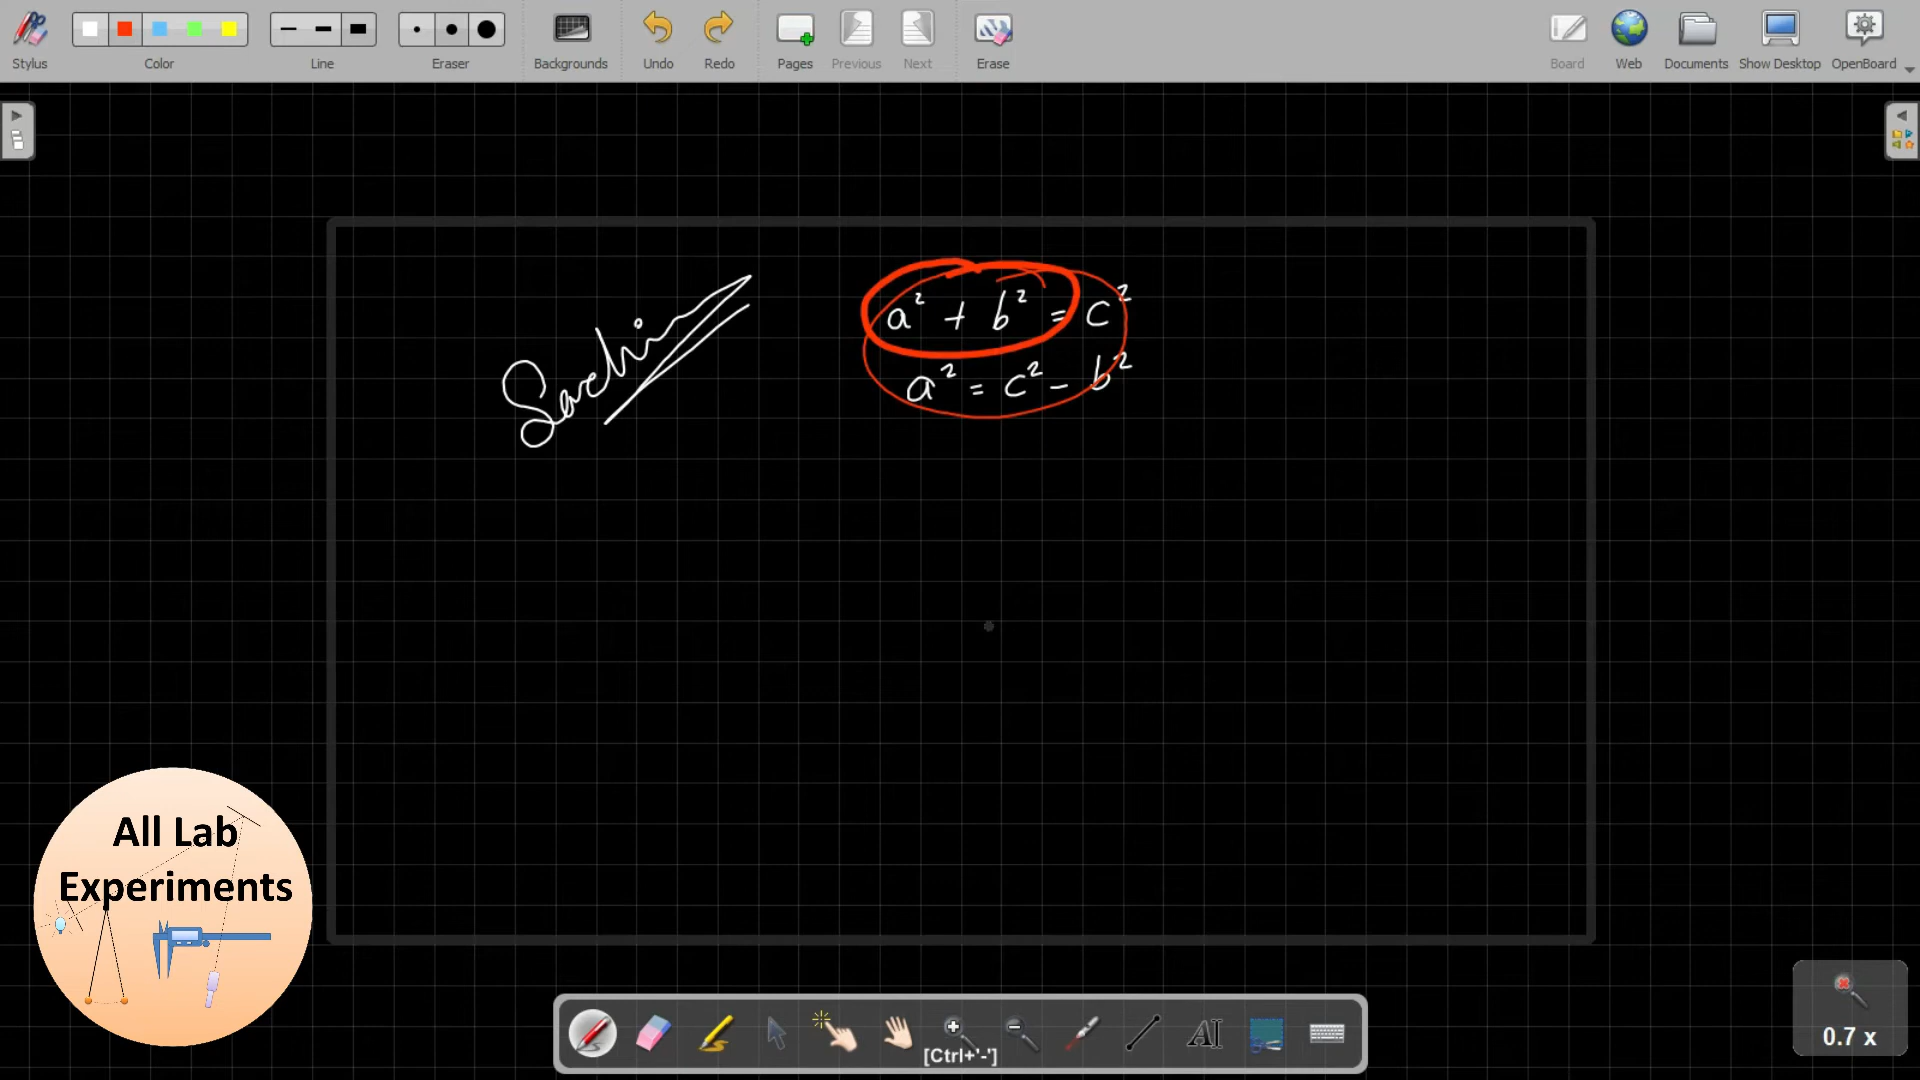 Stylus Color Line Eraser Backgrounds Undo Redo Pages Previous Next Erase Board Web Documents Show Desktop OpenBoard
Sachin
a² + b² = c²
a² = c² - b²
All Lab
Experiments
[Ctrl+'-']
0.7 x